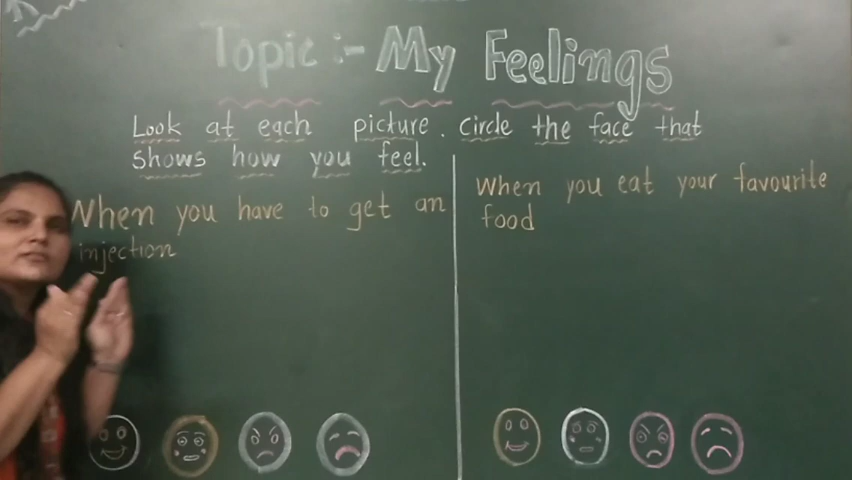 Topic :- My Feelings
Look at each picture. Circle the face that
shows how you feel.
When you have to get an
injection
When you eat your favourite
food